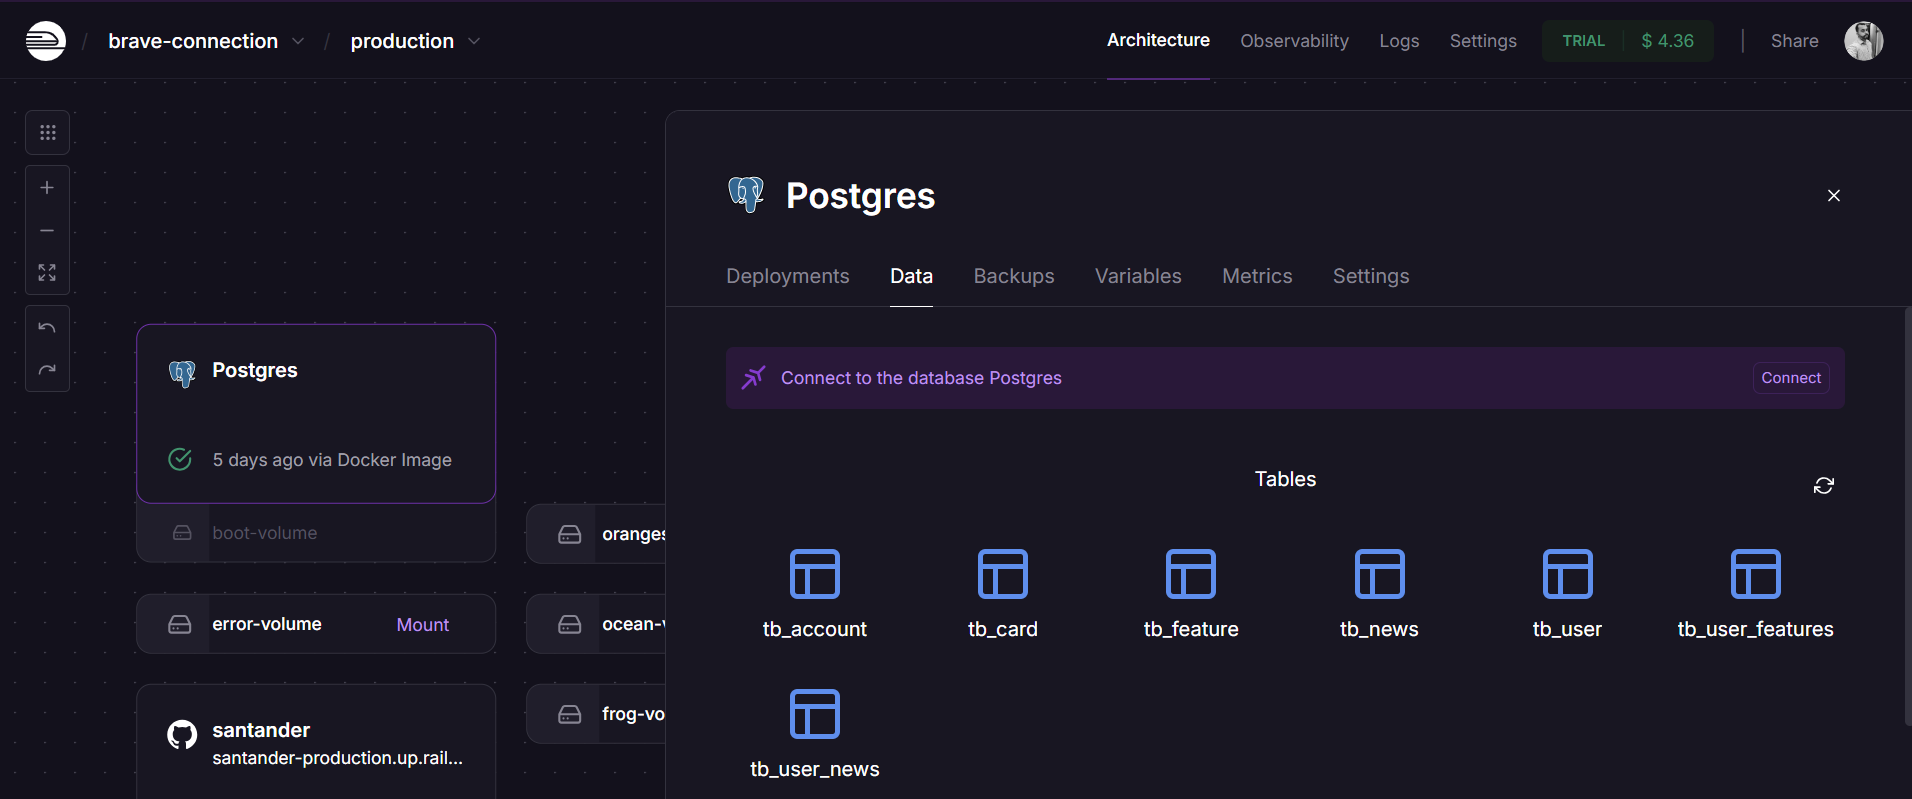 / brave-connection / production
Architecture Observability Logs Settings TRIAL $ 4.36 Share
Postgres
5 days ago via Docker Image
boot-volume
error-volume Mount
santander
santander-production.up.rail...
oranges
ocean-v
frog-vo
Postgres
Deployments Data Backups Variables Metrics Settings
Connect to the database Postgres Connect
Tables
tb_account tb_card tb_feature tb_news tb_user tb_user_features
tb_user_news